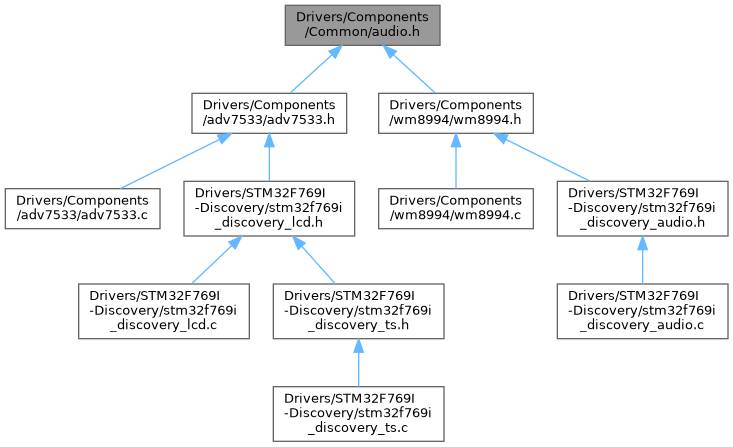 Drivers/Components
/Common/audio.h
Drivers/Components
/adv7533/adv7533.h
Drivers/Components
/wm8994/wm8994.h
Drivers/Components
/adv7533/adv7533.c
Drivers/STM32F769I
-Discovery/stm32f769i
_discovery_lcd.h
Drivers/Components
/wm8994/wm8994.c
Drivers/STM32F769I
-Discovery/stm32f769i
_discovery_audio.h
Drivers/STM32F769I
-Discovery/stm32f769i
_discovery_lcd.c
Drivers/STM32F769I
-Discovery/stm32f769i
_discovery_ts.h
Drivers/STM32F769I
-Discovery/stm32f769i
_discovery_audio.c
Drivers/STM32F769I
-Discovery/stm32f769i
_discovery_ts.c